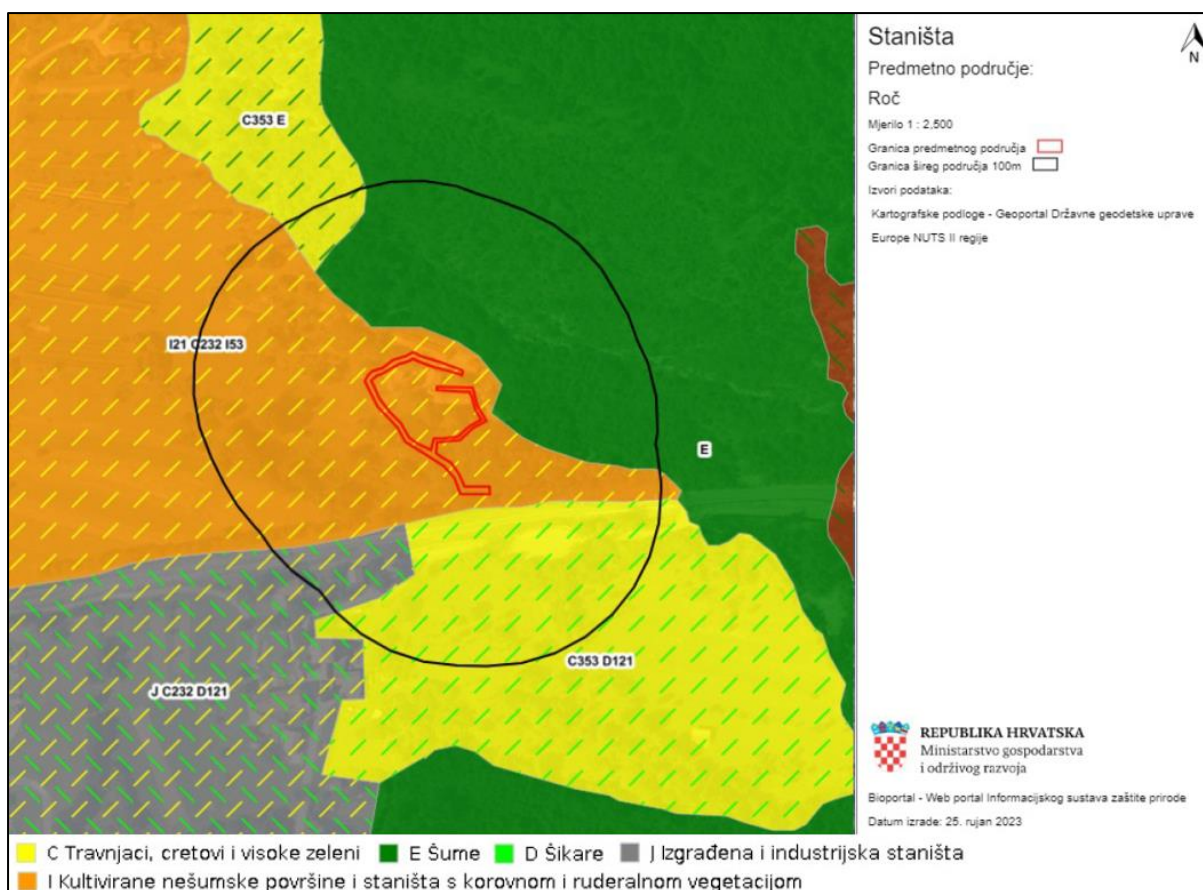 C353 E
I21 C232 I53
E
C353 D121
J C232 D121
Staništa
N
Predmetno područje:
Roč
Mjerilo 1 : 2,500
Granica predmetnog područja
Granica šireg područja 100m
Izvori podataka:
Kartografske podloge - Geoportal Državne geodetske uprave
Europe NUTS II regije
REPUBLIKA HRVATSKA
Ministarstvo gospodarstva
i održivog razvoja
Bioportal - Web portal Informacijskog sustava zaštite prirode
Datum izrade: 25. rujan 2023
C Travnjaci, cretovi i visoke zeleni E Šume D Šikare J Izgrađena i industrijska staništa
I Kultivirane nešumske površine i staništa s korovnom i ruderalnom vegetacijom